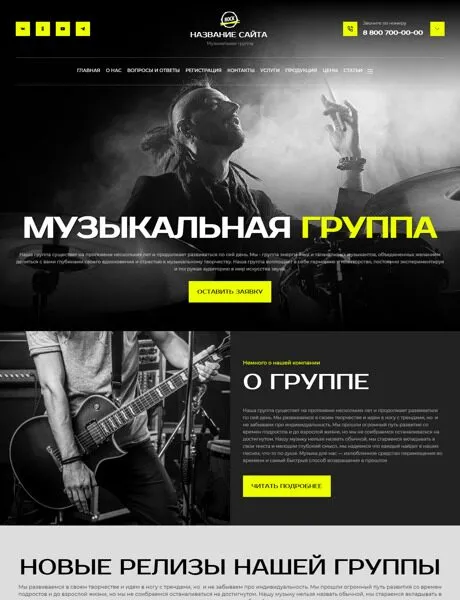 ROCK
НАЗВАНИЕ САЙТА
Музыкальная группа
Звоните по номеру
8 800 700-00-00
ГЛАВНАЯ О НАС ВОПРОСЫ И ОТВЕТЫ РЕГИСТРАЦИЯ КОНТАКТЫ УСЛУГИ ПРОДУКЦИЯ ЦЕНЫ СТАТЬИ
МУЗЫКАЛЬНАЯ ГРУППА
Наша группа существует на протяжении нескольких лет и продолжает развиваться по сей день. Мы - группа энергичных и талантливых музыкантов, объединенных желанием
делиться с вами глубинами своего вдохновения и страстью к музыкальному творчеству. Наша группа воплощает в себе гармонию и новаторство, постоянно экспериментируя
и погружая аудиторию в мир искусства звука.
ОСТАВИТЬ ЗАЯВКУ
Немного о нашей компании
О ГРУППЕ
Наша группа существует на протяжении нескольких лет и продолжает развиваться
по сей день. Мы развиваемся в своем творчестве и идем в ногу с трендами, но и
не забываем про индивидуальность. Мы прошли огромный путь развития со
времен подростков и до взрослой жизни, но мы не собираемся останавливаться на
достигнутом. Нашу музыку нельзя назвать обычной, мы стараемся вкладывать в
свои текста и мелодии глубокий смысл, мы надеемся что каждый найдет в наших
песнях, что-то по душе. Музыка для нас — излюбленное средство перемещения во
времени и самый быстрый способ возвращения в прошлое
ЧИТАТЬ ПОДРОБНЕЕ
НОВЫЕ РЕЛИЗЫ НАШЕЙ ГРУППЫ
Мы развиваемся в своем творчестве и идем в ногу с трендами, но и не забываем про индивидуальность. Мы прошли огромный путь развития со времен
подростков и до взрослой жизни, но мы не собираемся останавливаться на достигнутом. Нашу музыку нельзя назвать обычной, мы стараемся вкладывать в